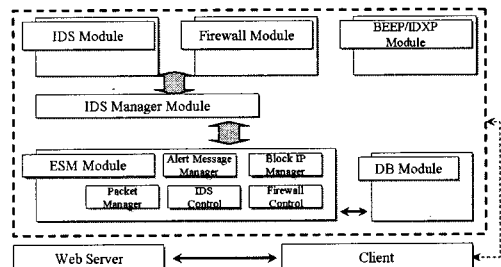 IDS Module
Firewall Module
BEEP/IDXP
Module
IDS Manager Module
ESM Module
Alert Message
Manager
Block IP
Manager
Packet
Manager
IDS
Control
Firewall
Control
DB Module
Web Server
Client